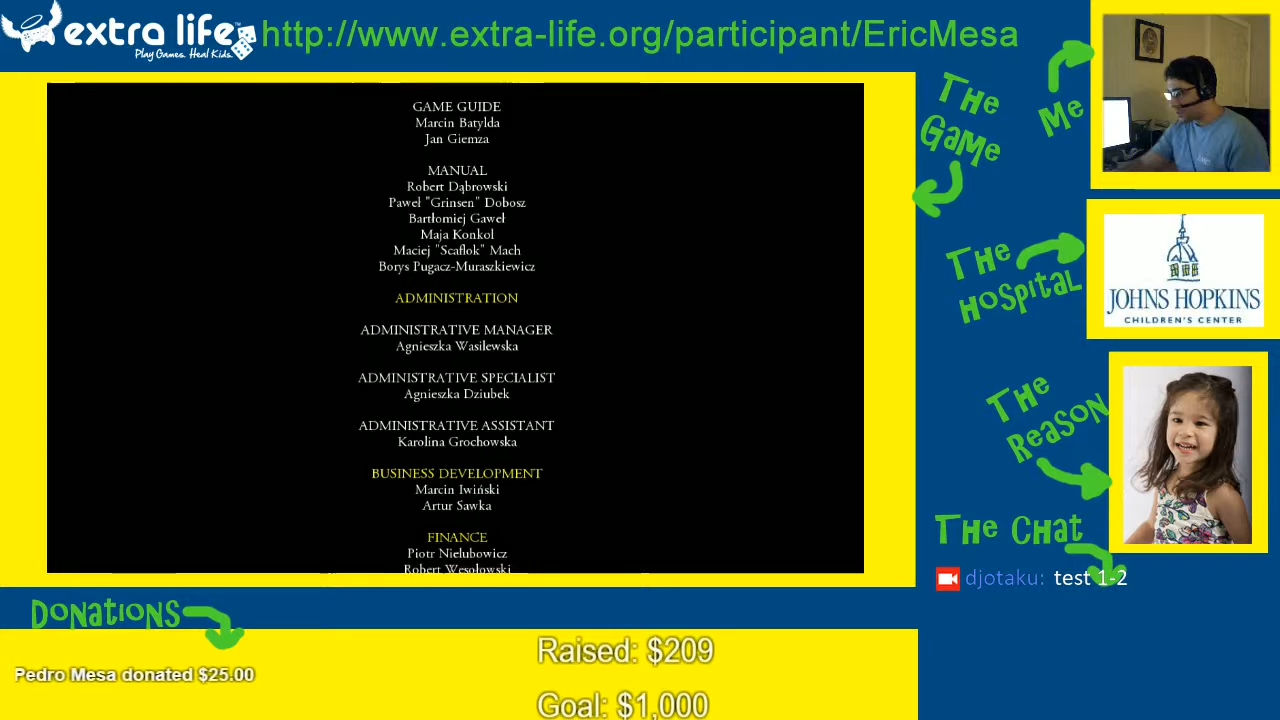 extra life
Play Games. Heal Kids.
http://www.extra-life.org/participant/EricMesa
GAME GUIDE
Marcin Batylda
Jan Giemza
MANUAL
Robert Dąbrowski
Paweł "Grinsen" Dobosz
Bartłomiej Gaweł
Maja Konkol
Maciej "Scaflok" Mach
Borys Pugacz-Muraszkiewicz
ADMINISTRATION
ADMINISTRATIVE MANAGER
Agnieszka Wasilewska
ADMINISTRATIVE SPECIALIST
Agnieszka Dziubek
ADMINISTRATIVE ASSISTANT
Karolina Grochowska
BUSINESS DEVELOPMENT
Marcin Iwiński
Artur Sawka
FINANCE
Piotr Nielubowicz
Robert Wesołowski
THE GAME
Me
THE HOSPITAL
JOHNS HOPKINS
CHILDREN'S CENTER
THE REASON
THE CHAT
djotaku: test 1-2
DONATIONS
Pedro Mesa donated $25.00
Raised: $209
Goal: $1,000